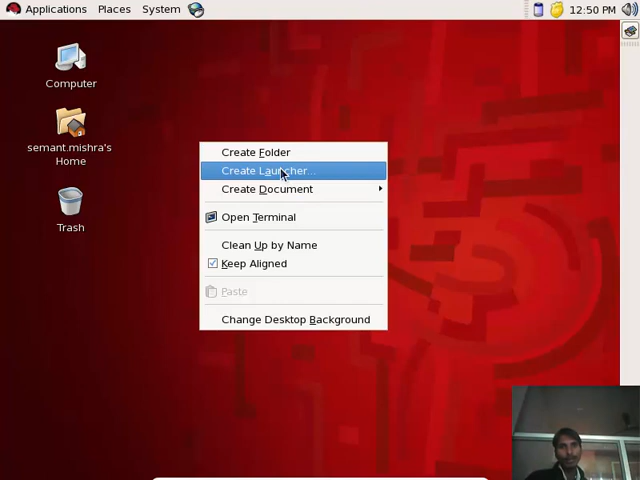 Applications Places System 12:50 PM
Computer
semant.mishra's
Home
Trash
Create Folder
Create Launcher...
Create Document
Open Terminal
Clean Up by Name
Keep Aligned
Paste
Change Desktop Background